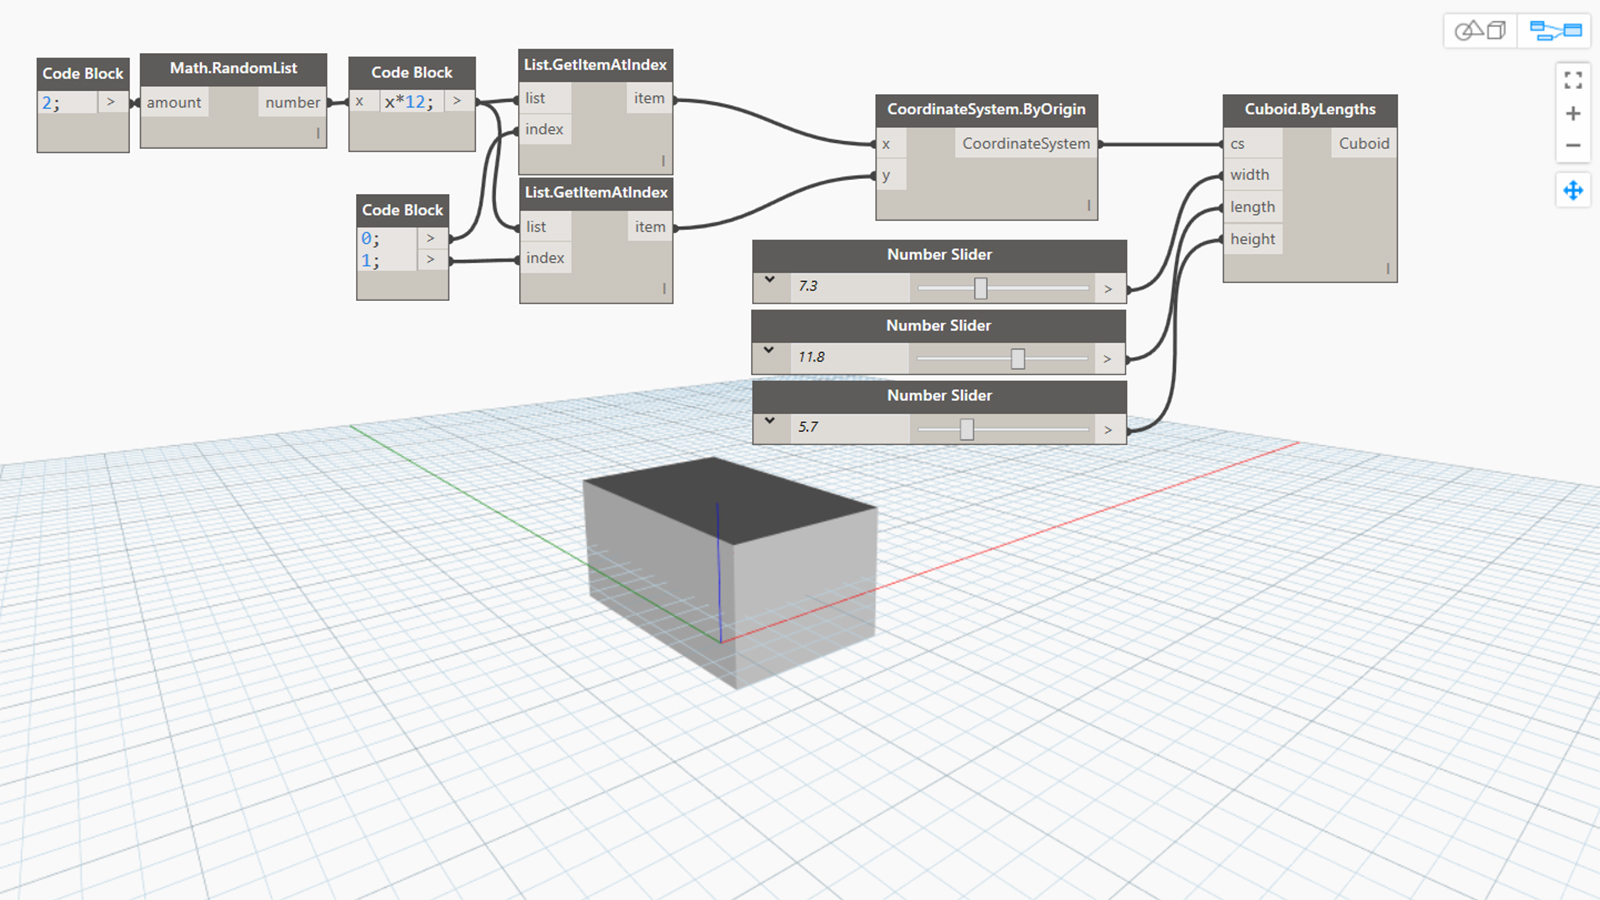 Code Block
2; >
Math.RandomList
amount number
|
Code Block
x x*12; >
Code Block
0; >
1; >
List.GetItemAtIndex
list item
index
|
List.GetItemAtIndex
list item
index
|
CoordinateSystem.ByOrigin
x CoordinateSystem
y
|
Number Slider
7.3 >
Number Slider
11.8 >
Number Slider
5.7 >
Cuboid.ByLengths
cs Cuboid
width
length
height
|